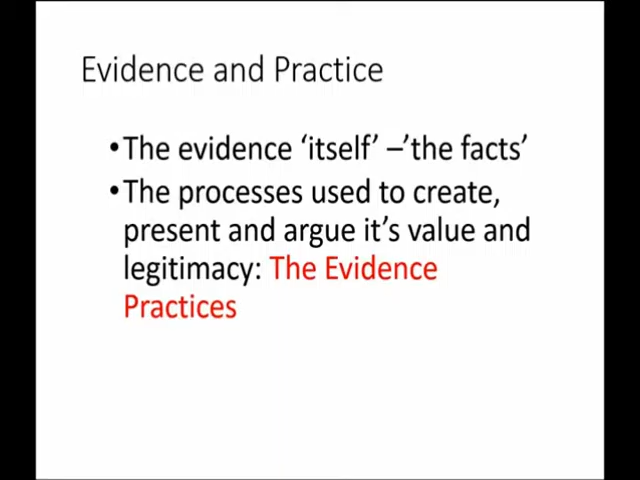 Evidence and Practice
•The evidence ‘itself’ –’the facts’
•The processes used to create,
present and argue it’s value and
legitimacy: The Evidence
Practices